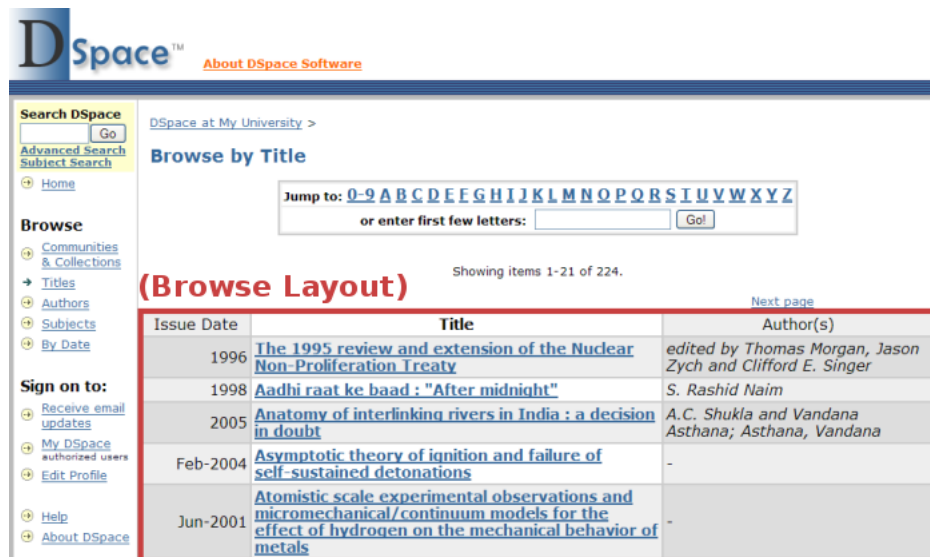 DSpace™
About DSpace Software
Search DSpace
Go
Advanced Search
Subject Search
Home
Browse
Communities
& Collections
Titles
Authors
Subjects
By Date
Sign on to:
Receive email
updates
My DSpace
authorized users
Edit Profile
Help
About DSpace
DSpace at My University >
Browse by Title
Jump to: 0-9 A B C D E F G H I J K L M N O P Q R S T U V W X Y Z
or enter first few letters: Go!
Showing items 1-21 of 224.
(Browse Layout)
Next page
Issue Date Title Author(s)
1996 The 1995 review and extension of the Nuclear edited by Thomas Morgan, Jason
Non-Proliferation Treaty Zych and Clifford E. Singer
1998 Aadhi raat ke baad : "After midnight" S. Rashid Naim
2005 Anatomy of interlinking rivers in India : a decision A.C. Shukla and Vandana
in doubt Asthana; Asthana, Vandana
Feb-2004 Asymptotic theory of ignition and failure of -
self-sustained detonations
Jun-2001 Atomistic scale experimental observations and -
micromechanical/continuum models for the
effect of hydrogen on the mechanical behavior of
metals